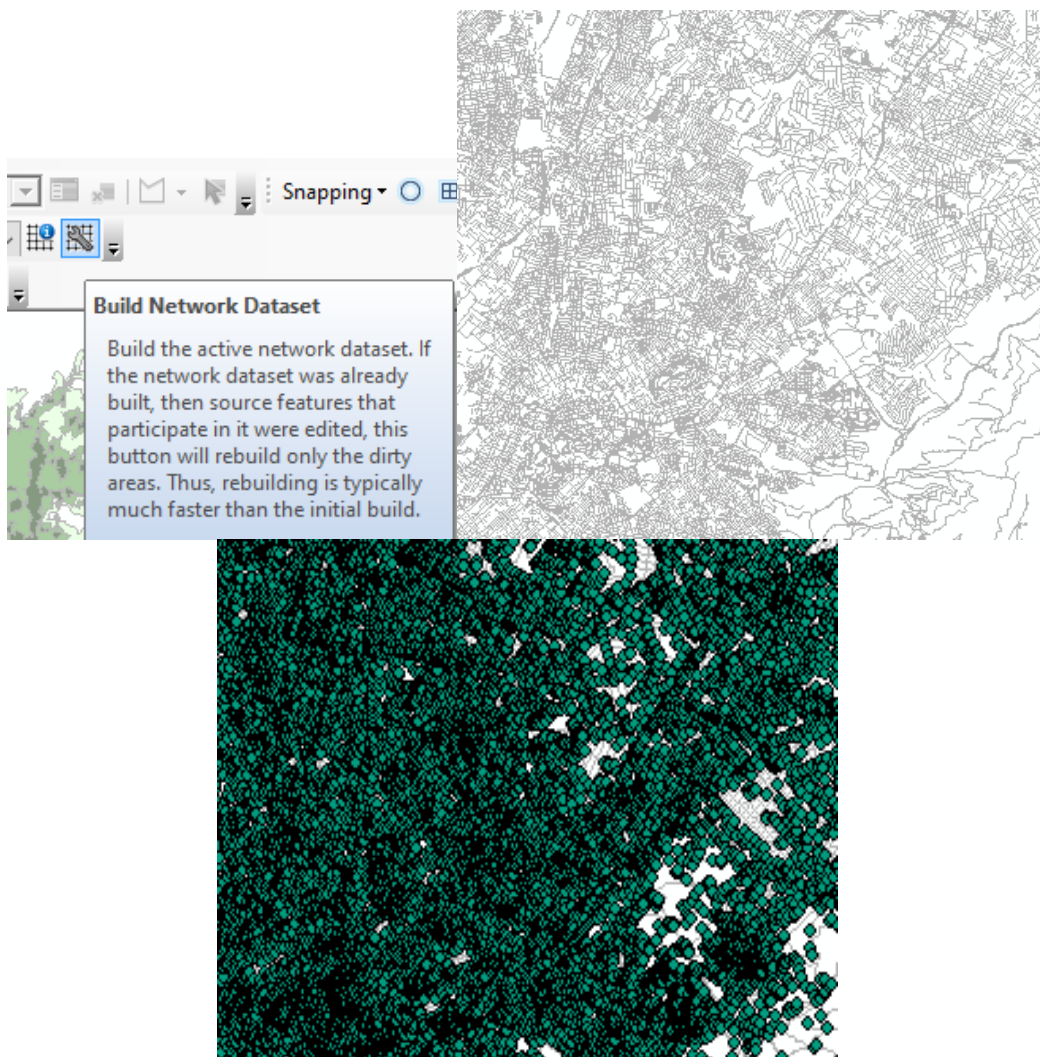 Snapping
Build Network Dataset
Build the active network dataset. If
the network dataset was already
built, then source features that
participate in it were edited, this
button will rebuild only the dirty
areas. Thus, rebuilding is typically
much faster than the initial build.